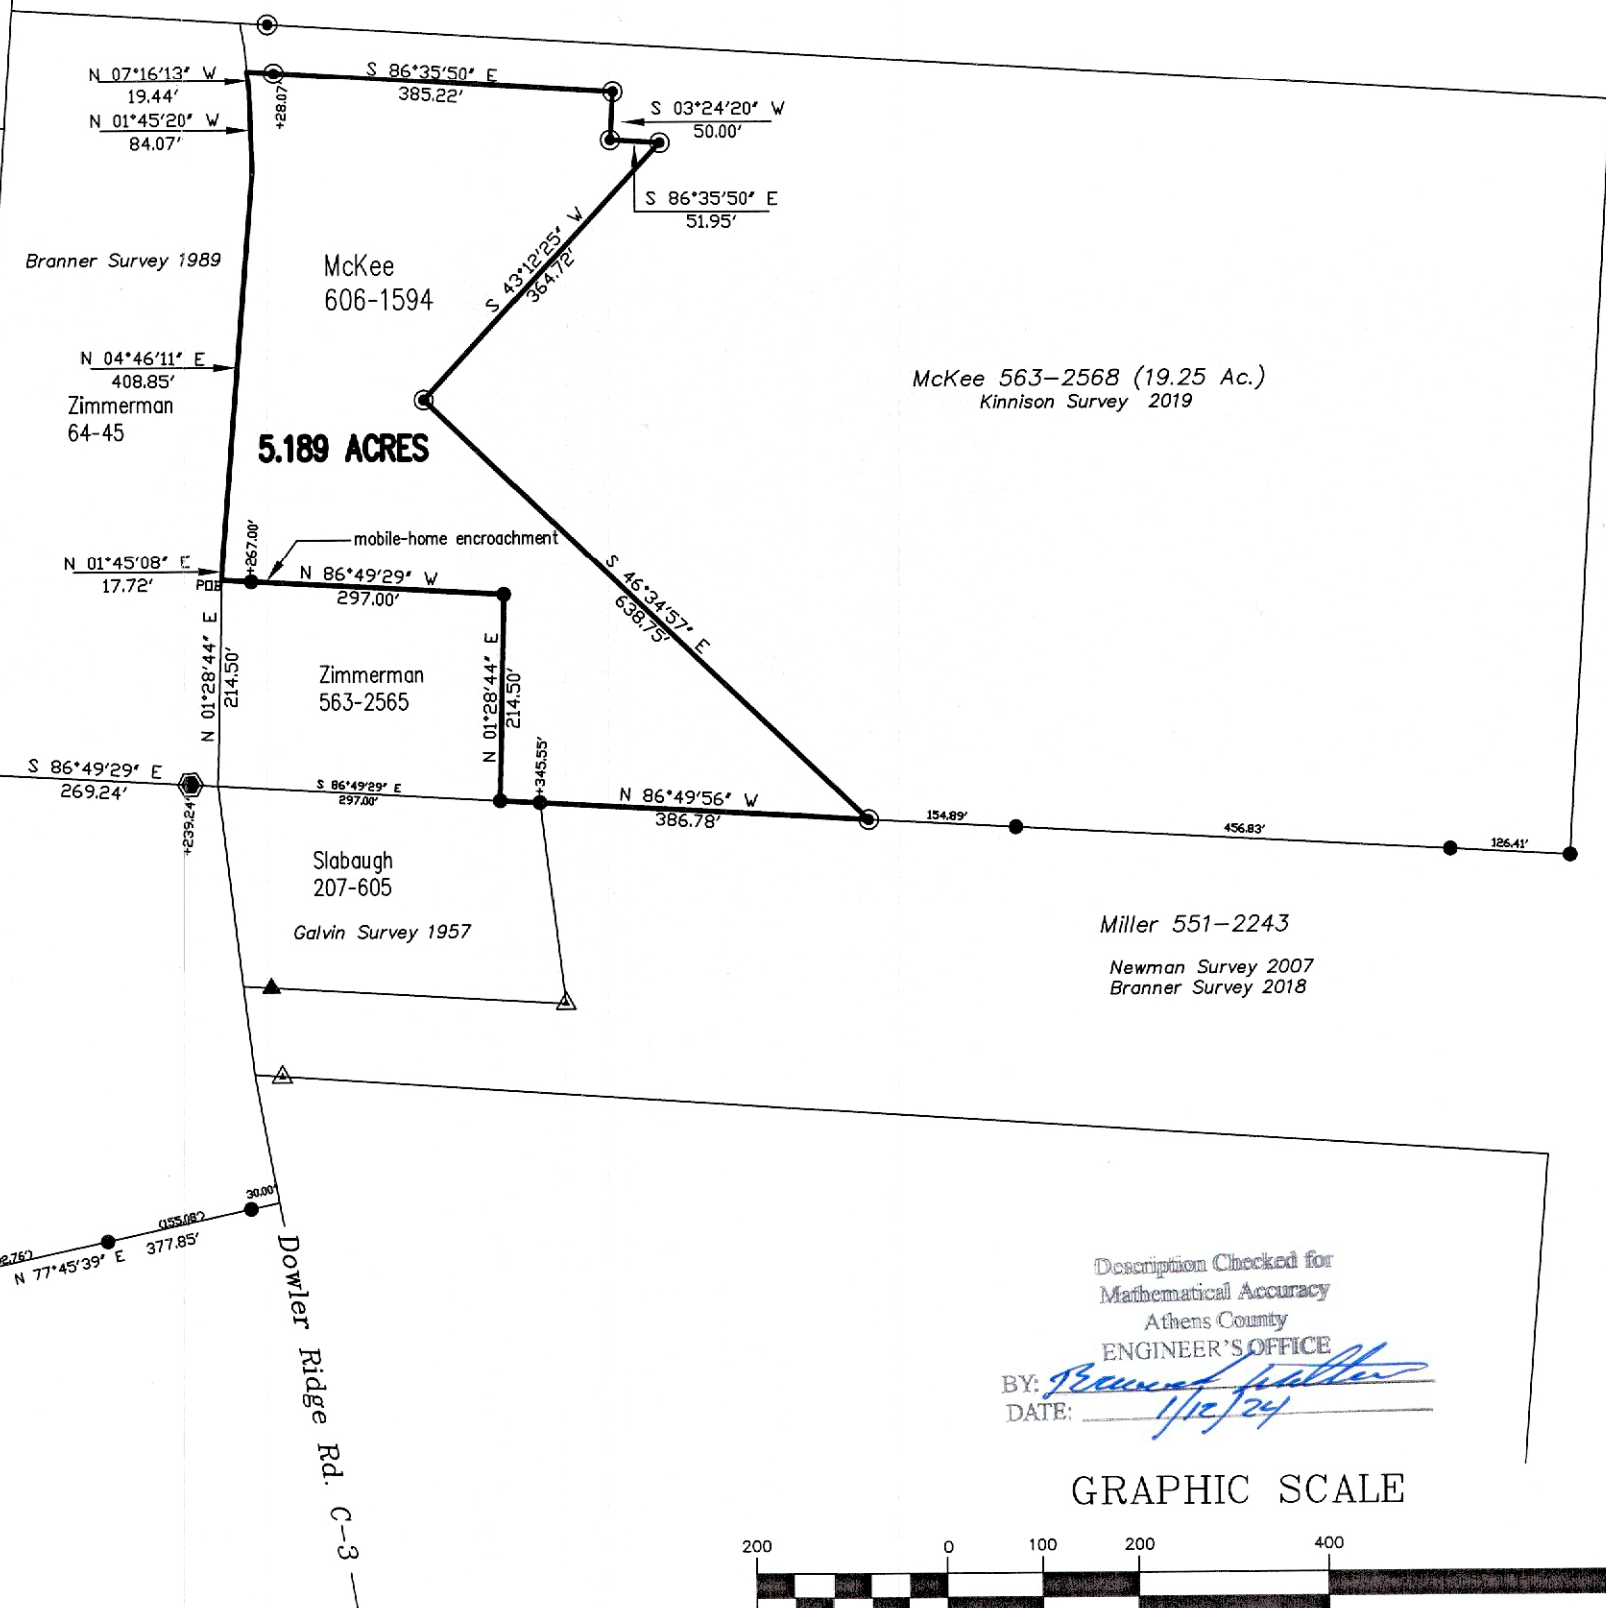 N 07°16'13" W
19.44'
N 01°45'20" W
84.07'
+28.07'
S 86°35'50" E
385.22'
S 03°24'20" W
50.00'
S 86°35'50" E
51.95'
Branner Survey 1989
McKee
606-1594
S 43°12'25" W
364.72'
N 04°46'11" E
408.85'
Zimmerman
64-45
McKee 563-2568 (19.25 Ac.)
Kinnison Survey 2019
5.189 ACRES
+267.00'
mobile-home encroachment
N 01°45'08" E
17.72'
POB
N 86°49'29" W
297.00'
S 46°34'57" E
638.75'
N 01°28'44" E
214.50'
Zimmerman
563-2565
N 01°28'44" E
214.50'
+345.55'
S 86°49'29" E
269.24'
+239.24'
S 86°49'29" E
297.00'
N 86°49'56" W
386.78'
154.89'
456.83'
126.41'
Slabaugh
207-605
Galvin Survey 1957
Miller 551-2243
Newman Survey 2007
Branner Survey 2018
30.00'
(155.08')
N 77°45'39" E 377.85'
Dowler Ridge Rd. C-3
Description Checked for
Mathematical Accuracy
Athens County
ENGINEER'S OFFICE
BY:
DATE: 1/12/24
GRAPHIC SCALE
200 0 100 200 400